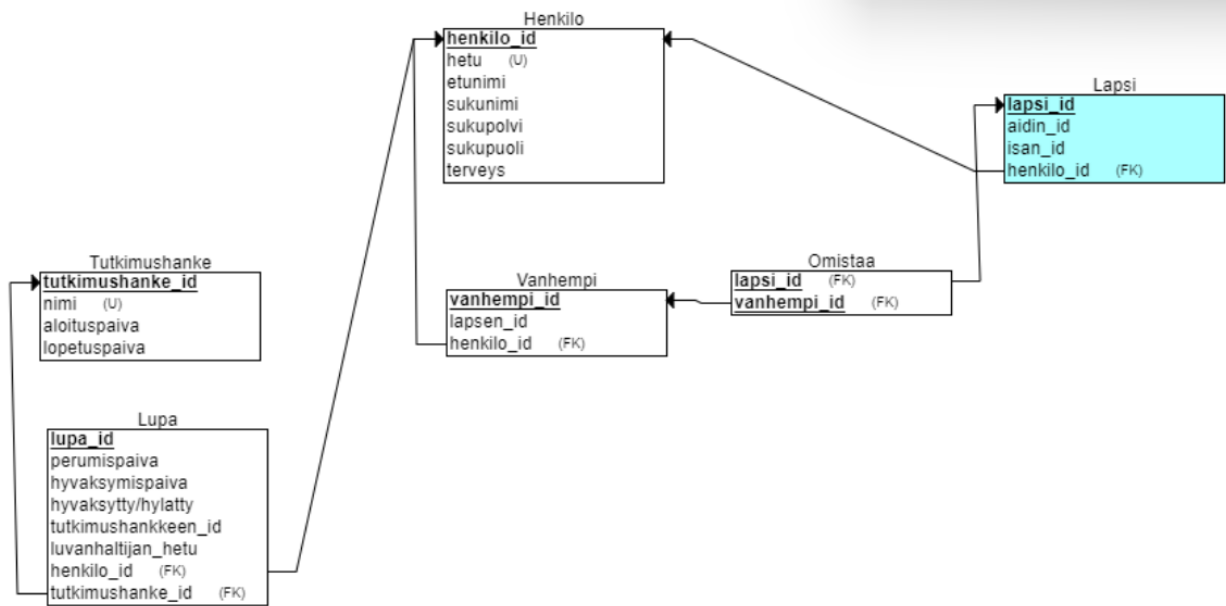 Henkilo
henkilo_id
hetu (U)
etunimi
sukunimi
sukupolvi
sukupuoli
terveys
Lapsi
lapsi_id
aidin_id
isan_id
henkilo_id (FK)
Tutkimushanke
tutkimushanke_id
nimi (U)
aloituspaiva
lopetuspaiva
Vanhempi
vanhempi_id
lapsen_id
henkilo_id (FK)
Omistaa
lapsi_id (FK)
vanhempi_id (FK)
Lupa
lupa_id
perumispaiva
hyvaksymispaiva
hyvaksytty/hylatty
tutkimushankkeen_id
luvanhaltijan_hetu
henkilo_id (FK)
tutkimushanke_id (FK)